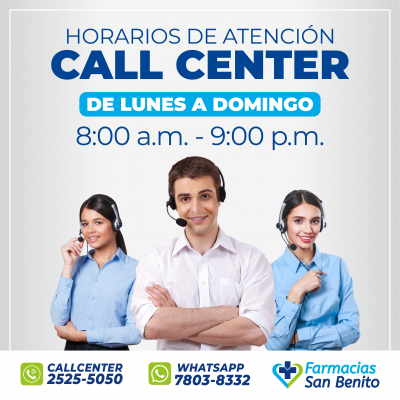 HORARIOS DE ATENCIÓN
CALL CENTER
DE LUNES A DOMINGO
8:00 a.m. - 9:00 p.m.
CALLCENTER
2525-5050
WHATSAPP
7803-8332
Farmacias
San Benito